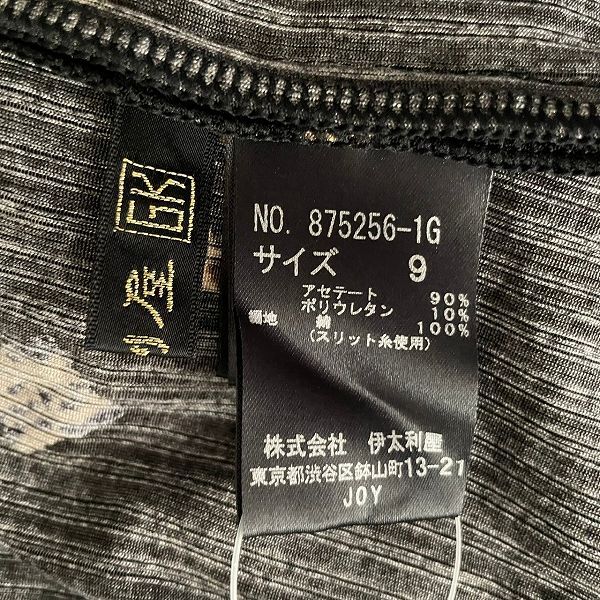 GK
NO. 875256-1G
サイズ 9
アセテート 90%
ポリウレタン 10%
綿 100%
(スリット糸使用)
株式会社 伊太利屋
東京都渋谷区鉢山町13-21
JOY